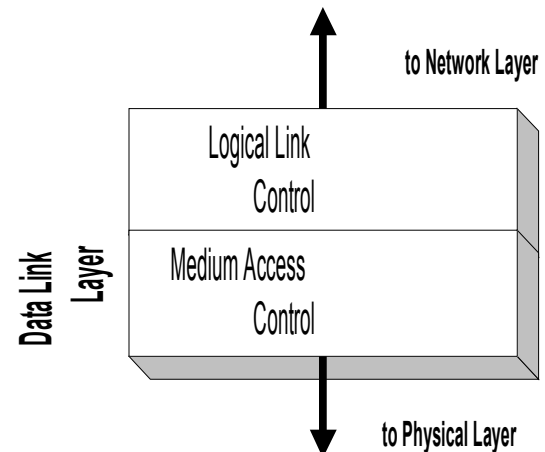 to Network Layer
Logical Link
Control
Data Link
Layer
Medium Access
Control
to Physical Layer